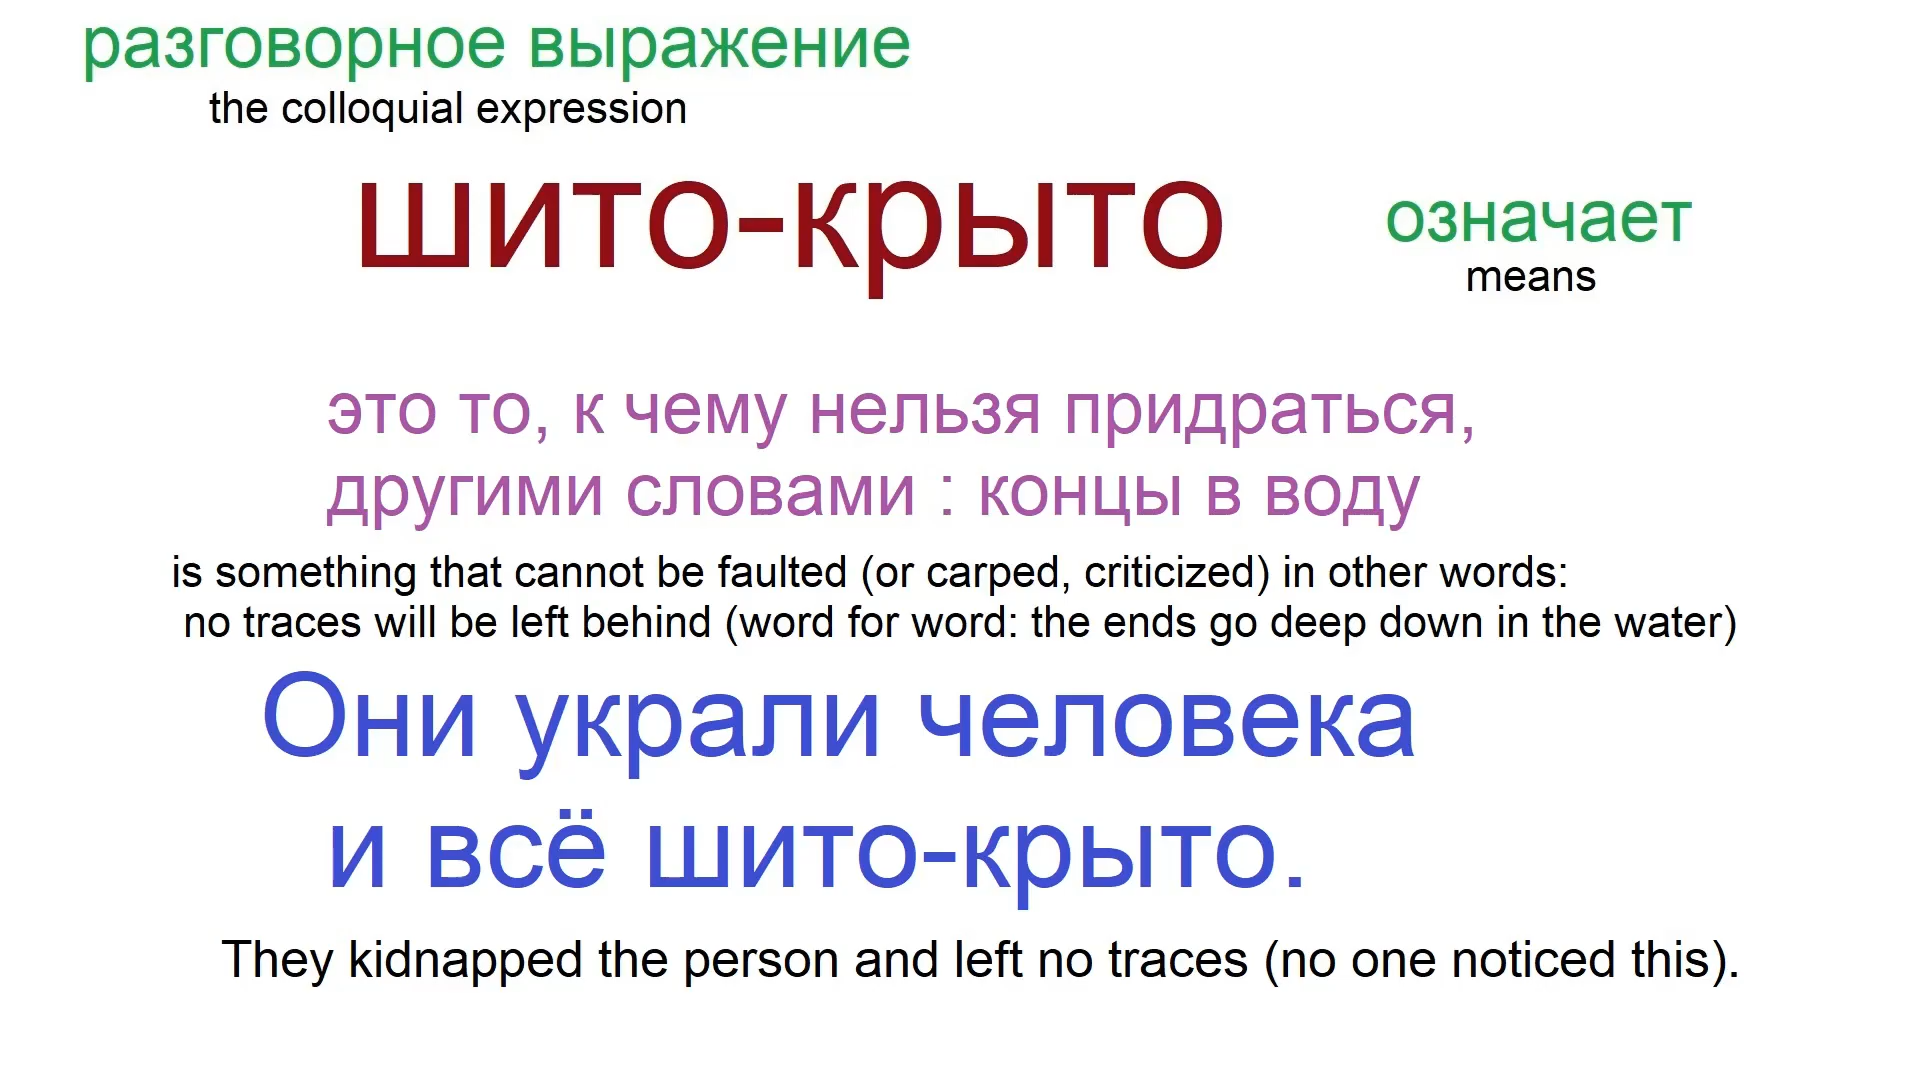 разговорное выражение
the colloquial expression
шито-крыто
означает
means
это то, к чему нельзя придраться,
другими словами : концы в воду
is something that cannot be faulted (or carped, criticized) in other words:
no traces will be left behind (word for word: the ends go deep down in the water)
Они украли человека
и всё шито-крыто.
They kidnapped the person and left no traces (no one noticed this).